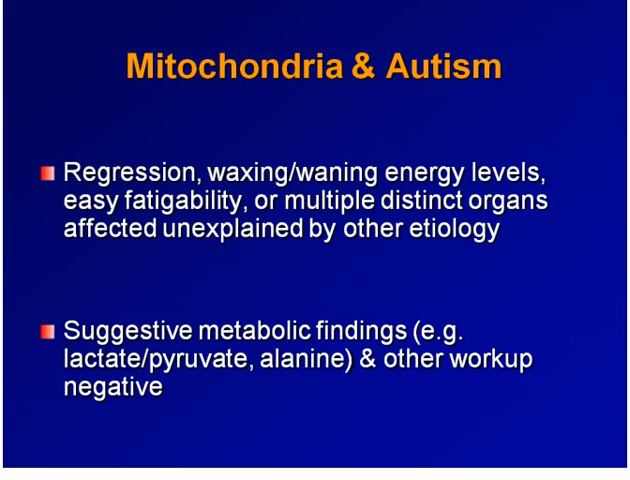 Mitochondria & Autism
Regression, waxing/waning energy levels,
easy fatigability, or multiple distinct organs
affected unexplained by other etiology
Suggestive metabolic findings (e.g.
lactate/pyruvate, alanine) & other workup
negative